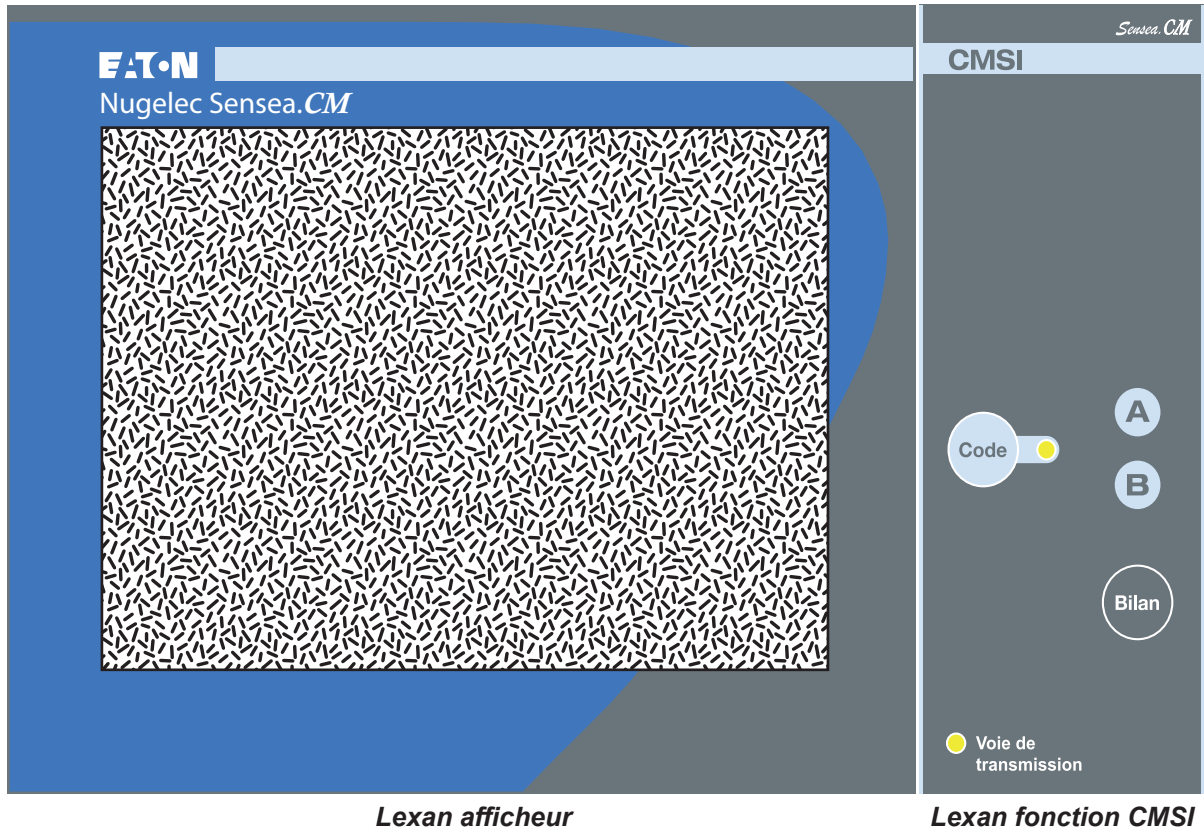 EATON
Nugelec Sensea.CM
Sensea.CM
CMSI
A
Code
B
Bilan
Voie de
transmission
Lexan afficheur
Lexan fonction CMSI